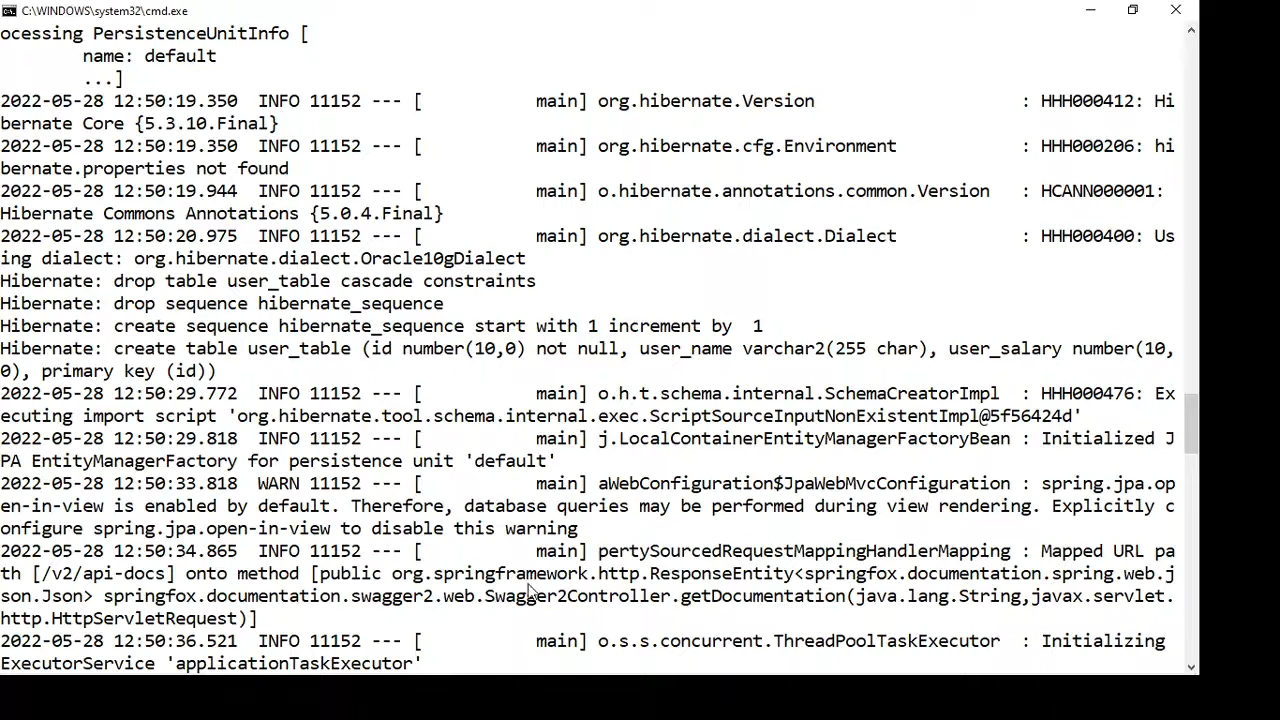 C:\WINDOWS\system32\cmd.exe
ocessing PersistenceUnitInfo [
        name: default
        ...]
2022-05-28 12:50:19.350  INFO 11152 --- [           main] org.hibernate.Version                    : HHH000412: Hi
bernate Core {5.3.10.Final}
2022-05-28 12:50:19.350  INFO 11152 --- [           main] org.hibernate.cfg.Environment            : HHH000206: hi
bernate.properties not found
2022-05-28 12:50:19.944  INFO 11152 --- [           main] o.hibernate.annotations.common.Version   : HCANN000001:
Hibernate Commons Annotations {5.0.4.Final}
2022-05-28 12:50:20.975  INFO 11152 --- [           main] org.hibernate.dialect.Dialect            : HHH000400: Us
ing dialect: org.hibernate.dialect.Oracle10gDialect
Hibernate: drop table user_table cascade constraints
Hibernate: drop sequence hibernate_sequence
Hibernate: create sequence hibernate_sequence start with 1 increment by  1
Hibernate: create table user_table (id number(10,0) not null, user_name varchar2(255 char), user_salary number(10,
0), primary key (id))
2022-05-28 12:50:29.772  INFO 11152 --- [           main] o.h.t.schema.internal.SchemaCreatorImpl  : HHH000476: Ex
ecuting import script 'org.hibernate.tool.schema.internal.exec.ScriptSourceInputNonExistentImpl@5f56424d'
2022-05-28 12:50:29.818  INFO 11152 --- [           main] j.LocalContainerEntityManagerFactoryBean : Initialized J
PA EntityManagerFactory for persistence unit 'default'
2022-05-28 12:50:33.818  WARN 11152 --- [           main] aWebConfiguration$JpaWebMvcConfiguration : spring.jpa.op
en-in-view is enabled by default. Therefore, database queries may be performed during view rendering. Explicitly c
onfigure spring.jpa.open-in-view to disable this warning
2022-05-28 12:50:34.865  INFO 11152 --- [           main] pertySourcedRequestMappingHandlerMapping : Mapped URL pa
th [/v2/api-docs] onto method [public org.springframework.http.ResponseEntity<springfox.documentation.spring.web.j
son.Json> springfox.documentation.swagger2.web.Swagger2Controller.getDocumentation(java.lang.String,javax.servlet.
http.HttpServletRequest)]
2022-05-28 12:50:36.521  INFO 11152 --- [           main] o.s.s.concurrent.ThreadPoolTaskExecutor  : Initializing
ExecutorService 'applicationTaskExecutor'